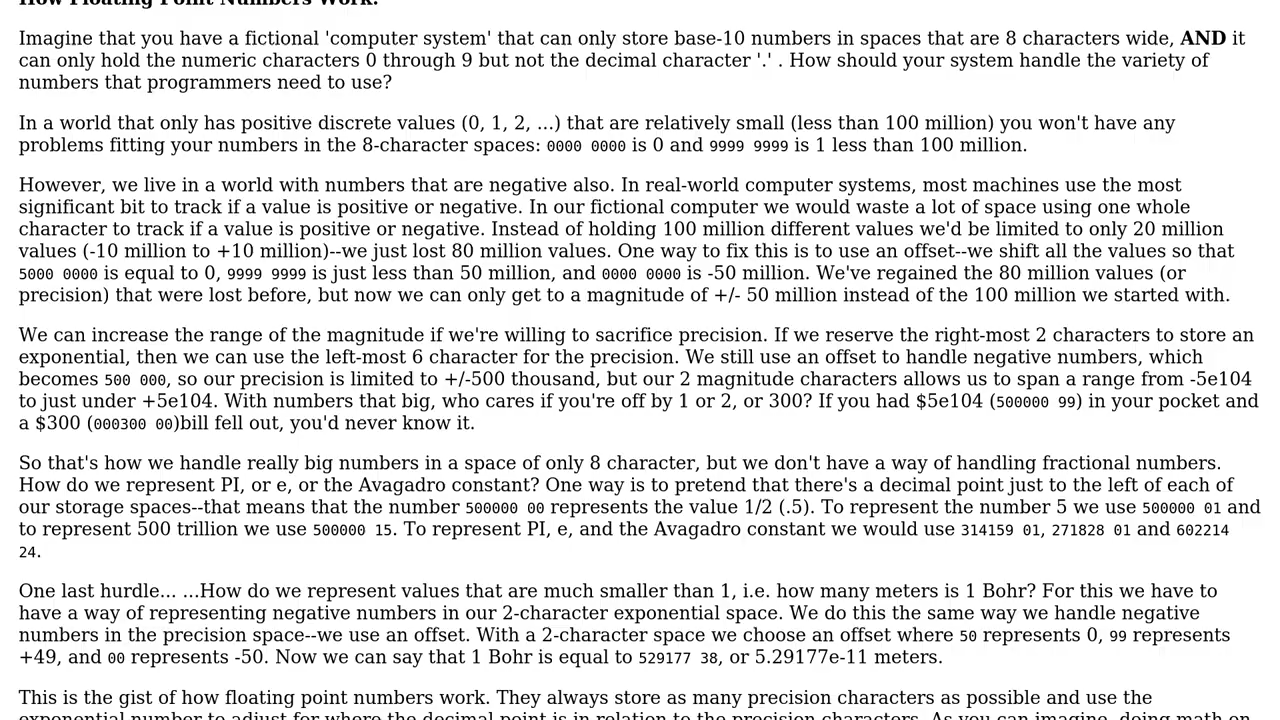 How Floating Point Numbers Work.
Imagine that you have a fictional 'computer system' that can only store base-10 numbers in spaces that are 8 characters wide, AND it
can only hold the numeric characters 0 through 9 but not the decimal character '.' . How should your system handle the variety of
numbers that programmers need to use?
In a world that only has positive discrete values (0, 1, 2, ...) that are relatively small (less than 100 million) you won't have any
problems fitting your numbers in the 8-character spaces: 0000 0000 is 0 and 9999 9999 is 1 less than 100 million.
However, we live in a world with numbers that are negative also. In real-world computer systems, most machines use the most
significant bit to track if a value is positive or negative. In our fictional computer we would waste a lot of space using one whole
character to track if a value is positive or negative. Instead of holding 100 million different values we'd be limited to only 20 million
values (-10 million to +10 million)--we just lost 80 million values. One way to fix this is to use an offset--we shift all the values so that
5000 0000 is equal to 0, 9999 9999 is just less than 50 million, and 0000 0000 is -50 million. We've regained the 80 million values (or
precision) that were lost before, but now we can only get to a magnitude of +/- 50 million instead of the 100 million we started with.
We can increase the range of the magnitude if we're willing to sacrifice precision. If we reserve the right-most 2 characters to store an
exponential, then we can use the left-most 6 character for the precision. We still use an offset to handle negative numbers, which
becomes 500 000, so our precision is limited to +/-500 thousand, but our 2 magnitude characters allows us to span a range from -5e104
to just under +5e104. With numbers that big, who cares if you're off by 1 or 2, or 300? If you had $5e104 (500000 99) in your pocket and
a $300 (000300 00)bill fell out, you'd never know it.
So that's how we handle really big numbers in a space of only 8 character, but we don't have a way of handling fractional numbers.
How do we represent PI, or e, or the Avagadro constant? One way is to pretend that there's a decimal point just to the left of each of
our storage spaces--that means that the number 500000 00 represents the value 1/2 (.5). To represent the number 5 we use 500000 01 and
to represent 500 trillion we use 500000 15. To represent PI, e, and the Avagadro constant we would use 314159 01, 271828 01 and 602214
24.
One last hurdle... ...How do we represent values that are much smaller than 1, i.e. how many meters is 1 Bohr? For this we have to
have a way of representing negative numbers in our 2-character exponential space. We do this the same way we handle negative
numbers in the precision space--we use an offset. With a 2-character space we choose an offset where 50 represents 0, 99 represents
+49, and 00 represents -50. Now we can say that 1 Bohr is equal to 529177 38, or 5.29177e-11 meters.
This is the gist of how floating point numbers work. They always store as many precision characters as possible and use the
exponential number to adjust for where the decimal point is in relation to the precision characters. As you can imagine, doing math on